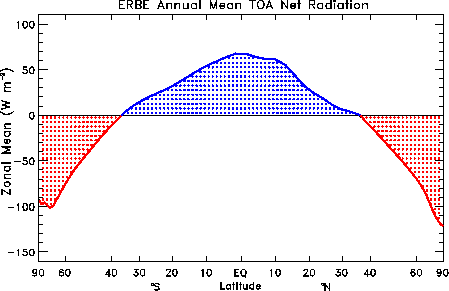 ERBE Annual Mean TOA Net Radiation
Zonal Mean (W m⁻²)
100
50
0
-50
-100
-150
90 60 40 30 20 10 EQ 10 20 30 40 60 90
°S Latitude °N